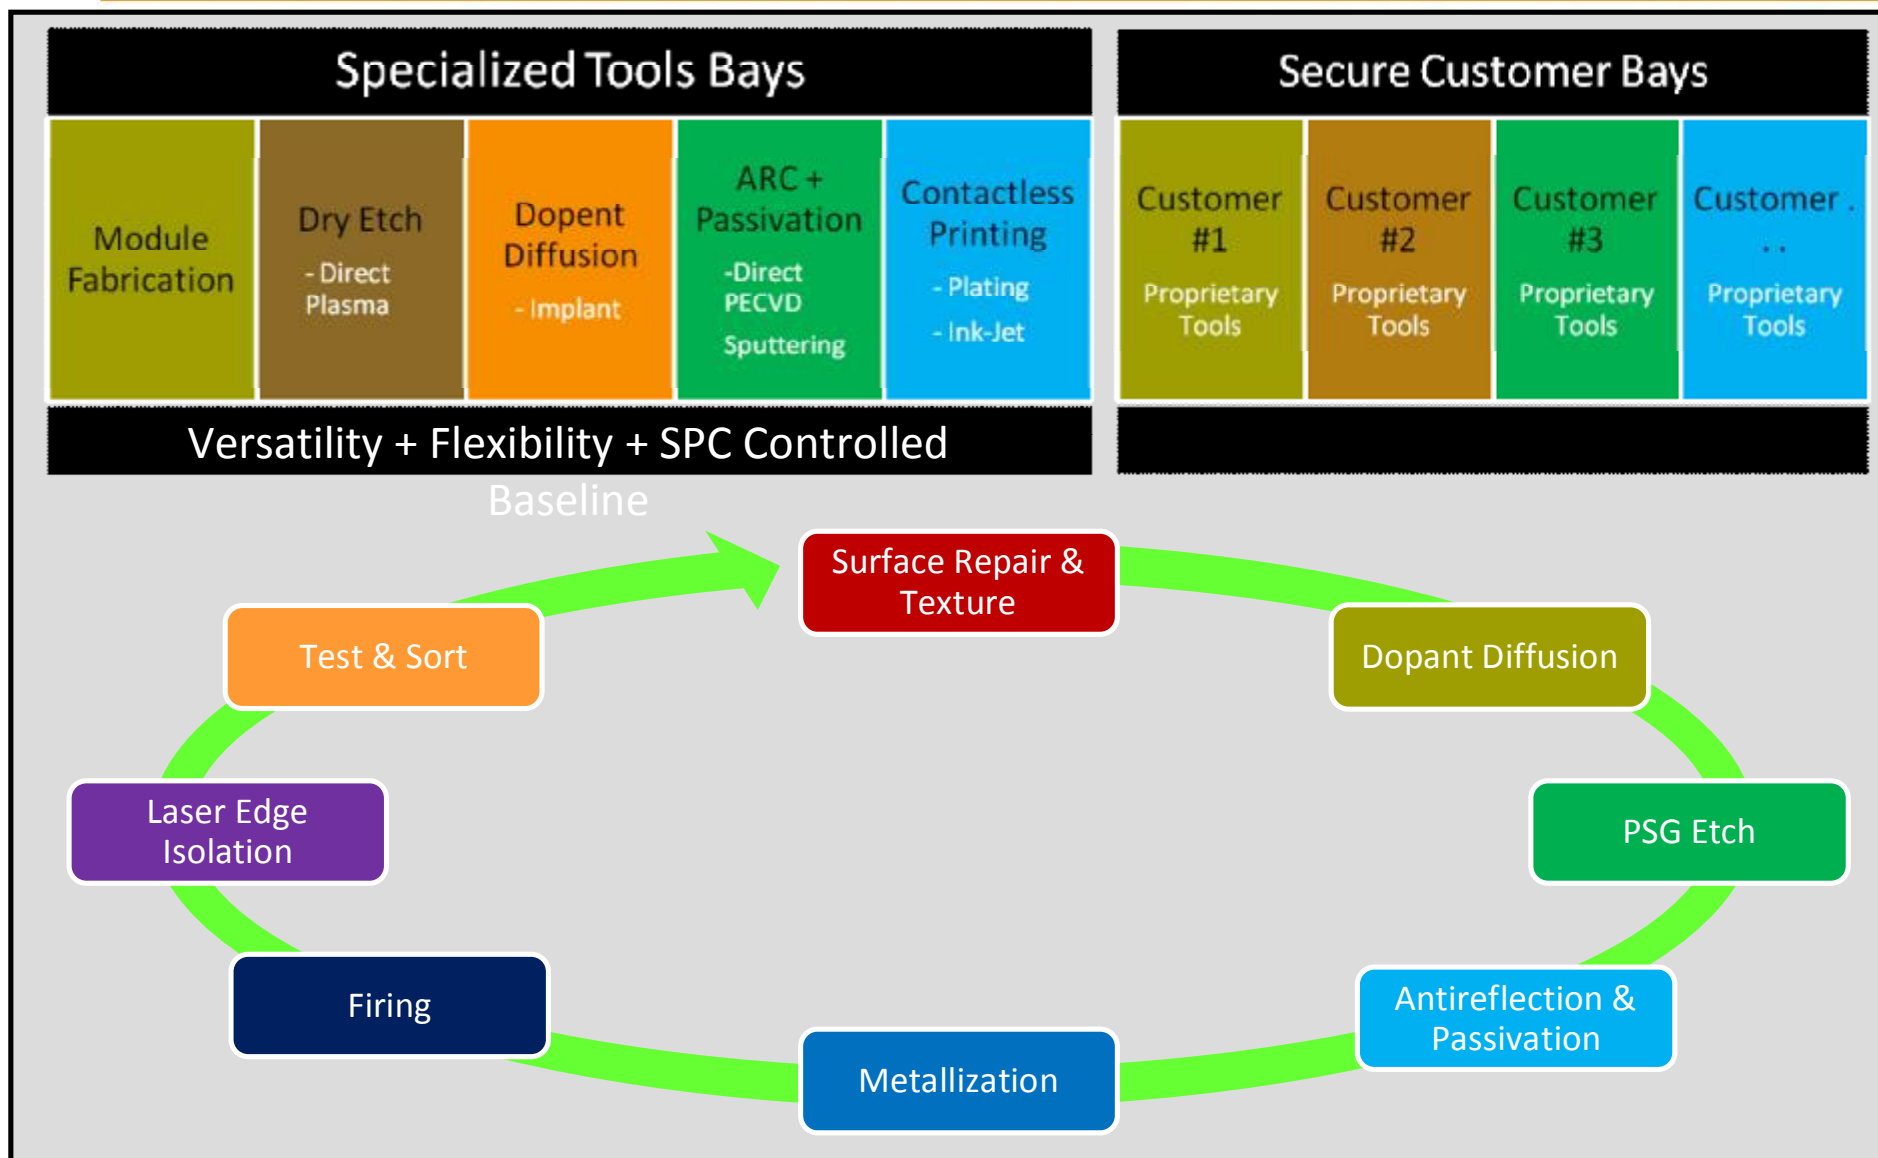 Specialized Tools Bays
Secure Customer Bays
Module
Fabrication
Dry Etch
- Direct
Plasma
Dopent
Diffusion
- Implant
ARC +
Passivation
-Direct
PECVD
Sputtering
Contactless
Printing
- Plating
- Ink-Jet
Customer
#1
Proprietary
Tools
Customer
#2
Proprietary
Tools
Customer
#3
Proprietary
Tools
Customer .
. .
Proprietary
Tools
Versatility + Flexibility + SPC Controlled
Baseline
Surface Repair &
Texture
Dopant Diffusion
PSG Etch
Antireflection &
Passivation
Metallization
Firing
Laser Edge
Isolation
Test & Sort